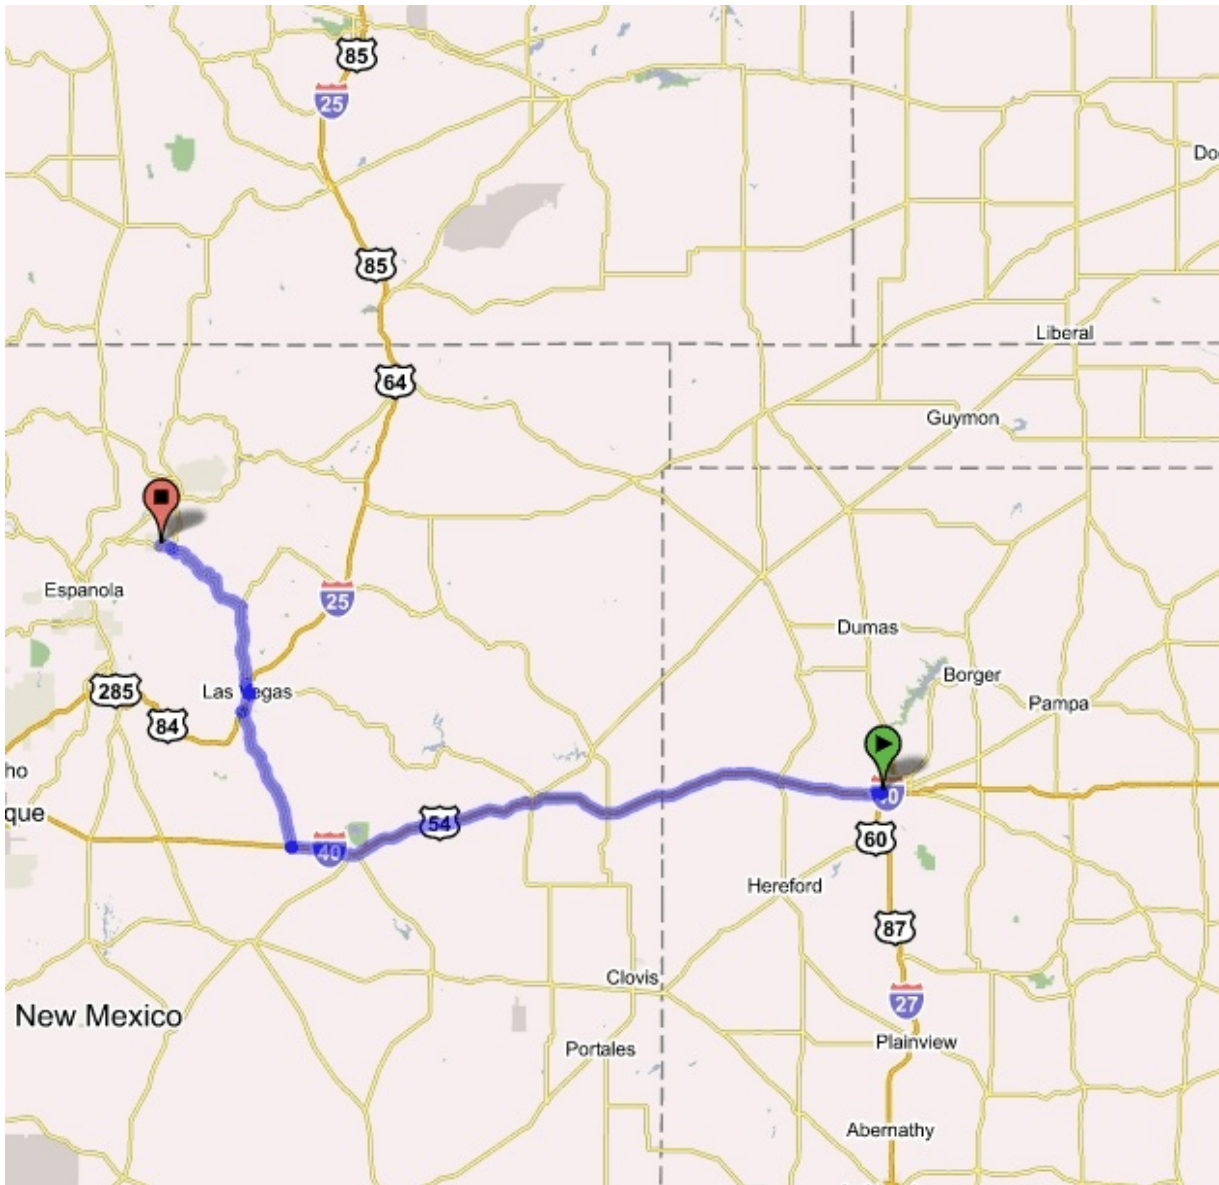 85
25
Do
85
Liberal
64
Guymon
Espanola
25
Dumas
285
Las Vegas
Borger
84
Pampa
ho
que
54
40
60
Hereford
87
Clovis
27
New Mexico
Portales
Plainview
Abernathy